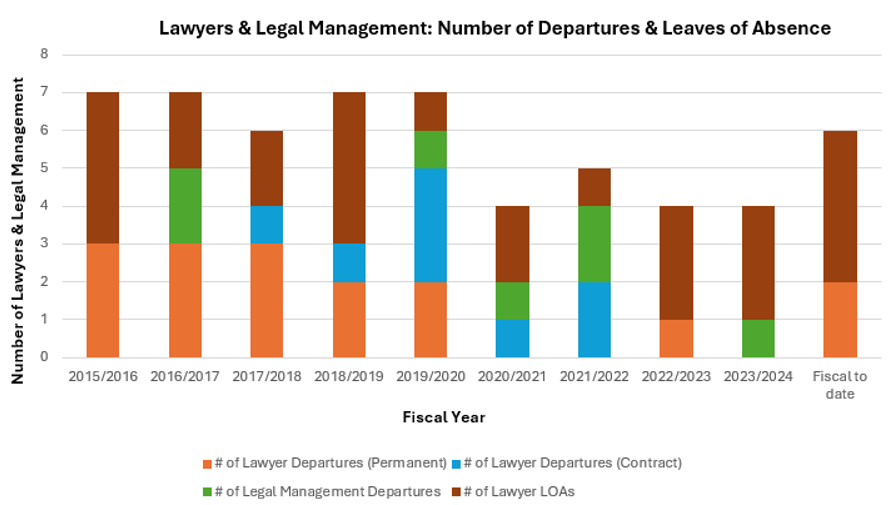 Lawyers & Legal Management: Number of Departures & Leaves of Absence
Number of Lawyers & Legal Management
8
7
6
5
4
3
2
1
0
2015/2016 2016/2017 2017/2018 2018/2019 2019/2020 2020/2021 2021/2022 2022/2023 2023/2024 Fiscal to
date
Fiscal Year
# of Lawyer Departures (Permanent) # of Lawyer Departures (Contract)
# of Legal Management Departures # of Lawyer LOAs